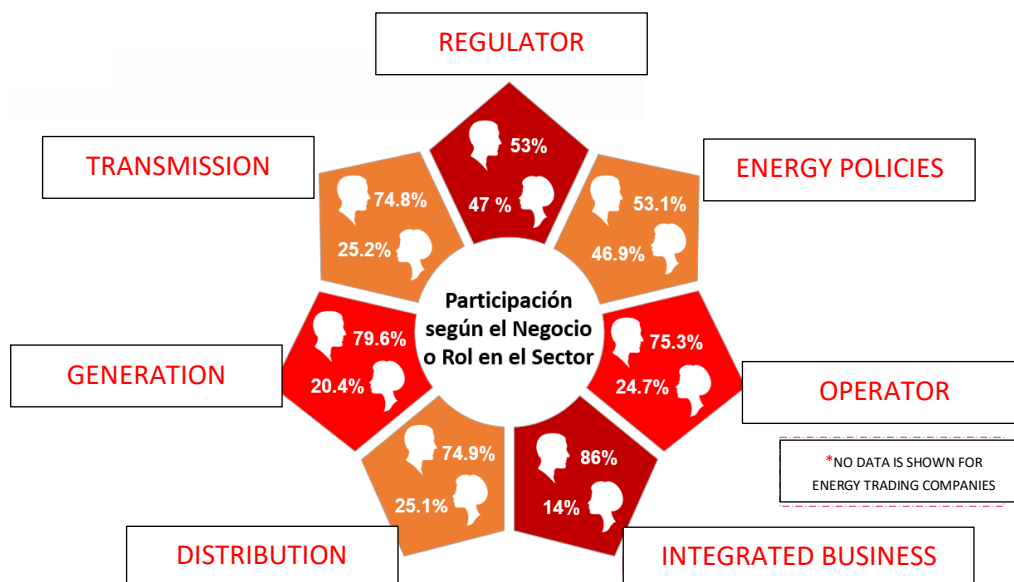 REGULATOR
53%
47 %
TRANSMISSION
74.8%
25.2%
ENERGY POLICIES
53.1%
46.9%
Participación
según el Negocio
o Rol en el Sector
GENERATION
79.6%
20.4%
OPERATOR
75.3%
24.7%
DISTRIBUTION
74.9%
25.1%
INTEGRATED BUSINESS
86%
14%
*NO DATA IS SHOWN FOR
ENERGY TRADING COMPANIES